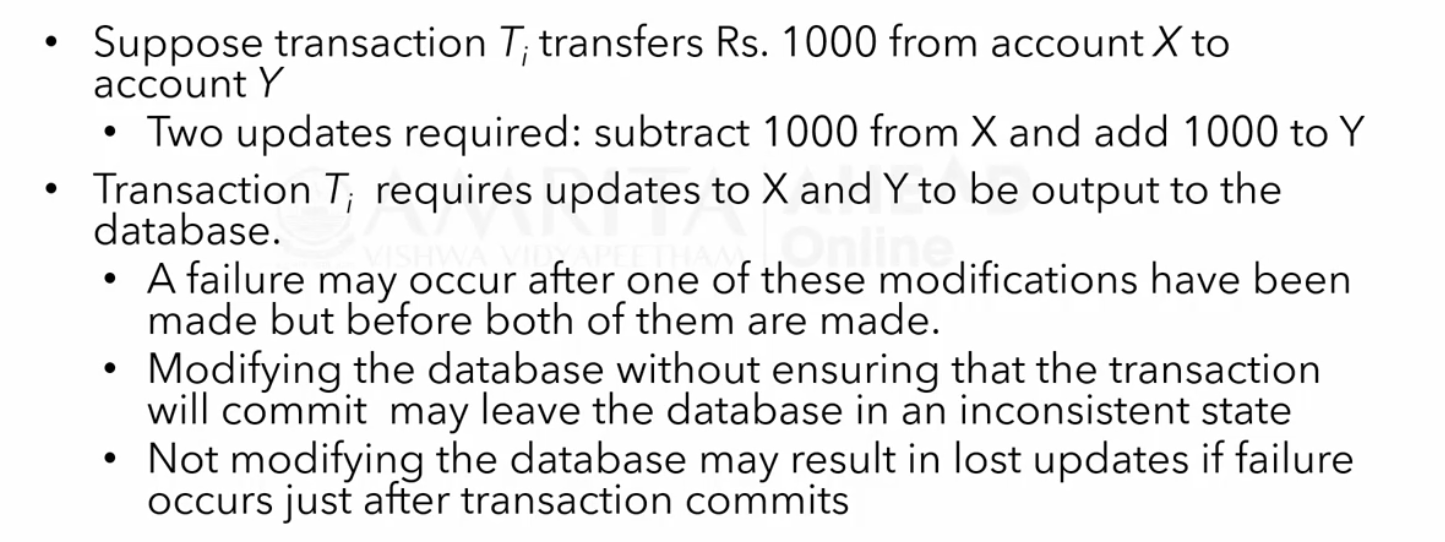 • Suppose transaction Ti transfers Rs. 1000 from account X to
account Y
• Two updates required: subtract 1000 from X and add 1000 to Y
• Transaction Ti requires updates to X and Y to be output to the
database.
• A failure may occur after one of these modifications have been
made but before both of them are made.
• Modifying the database without ensuring that the transaction
will commit may leave the database in an inconsistent state
• Not modifying the database may result in lost updates if failure
occurs just after transaction commits
AMRITA AHEAD
VISHWA VIDYAPEETHAM Online